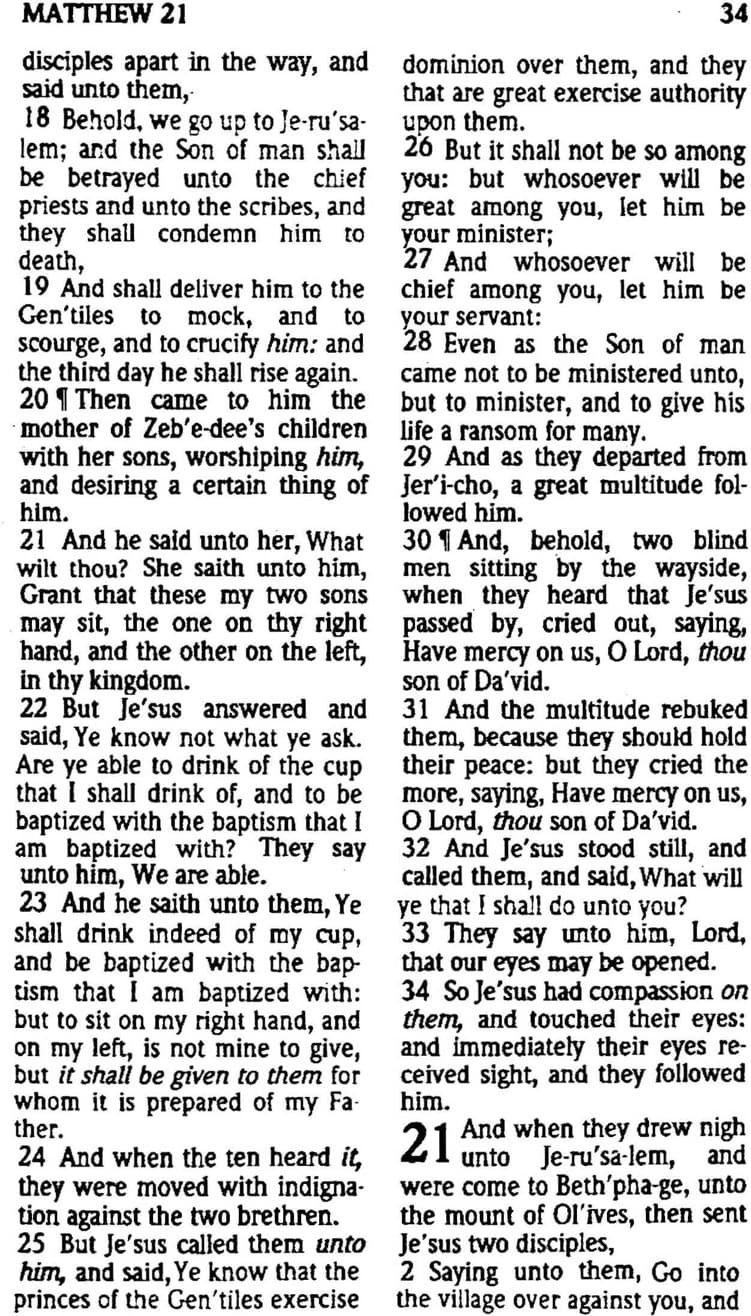 MATTHEW 21
34
disciples apart in the way, and
said unto them,
18 Behold, we go up to Je-ru'sa-
lem; and the Son of man shall
be betrayed unto the chief
priests and unto the scribes, and
they shall condemn him to
death,
19 And shall deliver him to the
Gen'tiles to mock, and to
scourge, and to crucify him: and
the third day he shall rise again.
20 ¶ Then came to him the
mother of Zeb'e-dee's children
with her sons, worshiping him,
and desiring a certain thing of
him.
21 And he said unto her, What
wilt thou? She saith unto him,
Grant that these my two sons
may sit, the one on thy right
hand, and the other on the left,
in thy kingdom.
22 But Je'sus answered and
said, Ye know not what ye ask.
Are ye able to drink of the cup
that I shall drink of, and to be
baptized with the baptism that I
am baptized with? They say
unto him, We are able.
23 And he saith unto them, Ye
shall drink indeed of my cup,
and be baptized with the bap-
tism that I am baptized with:
but to sit on my right hand, and
on my left, is not mine to give,
but it shall be given to them for
whom it is prepared of my Fa-
ther.
24 And when the ten heard it,
they were moved with indigna-
tion against the two brethren.
25 But Je'sus called them unto
him, and said, Ye know that the
princes of the Gen'tiles exercise
dominion over them, and they
that are great exercise authority
upon them.
26 But it shall not be so among
you: but whosoever will be
great among you, let him be
your minister;
27 And whosoever will be
chief among you, let him be
your servant:
28 Even as the Son of man
came not to be ministered unto,
but to minister, and to give his
life a ransom for many.
29 And as they departed from
Jer'i-cho, a great multitude fol-
lowed him.
30 ¶ And, behold, two blind
men sitting by the wayside,
when they heard that Je'sus
passed by, cried out, saying,
Have mercy on us, O Lord, thou
son of Da'vid.
31 And the multitude rebuked
them, because they should hold
their peace: but they cried the
more, saying, Have mercy on us,
O Lord, thou son of Da'vid.
32 And Je'sus stood still, and
called them, and said, What will
ye that I shall do unto you?
33 They say unto him, Lord,
that our eyes may be opened.
34 So Je'sus had compassion on
them, and touched their eyes:
and immediately their eyes re-
ceived sight, and they followed
him.
21 And when they drew nigh
unto Je-ru'sa-lem, and
were come to Beth'pha-ge, unto
the mount of Ol'ives, then sent
Je'sus two disciples,
2 Saying unto them, Go into
the village over against you, and